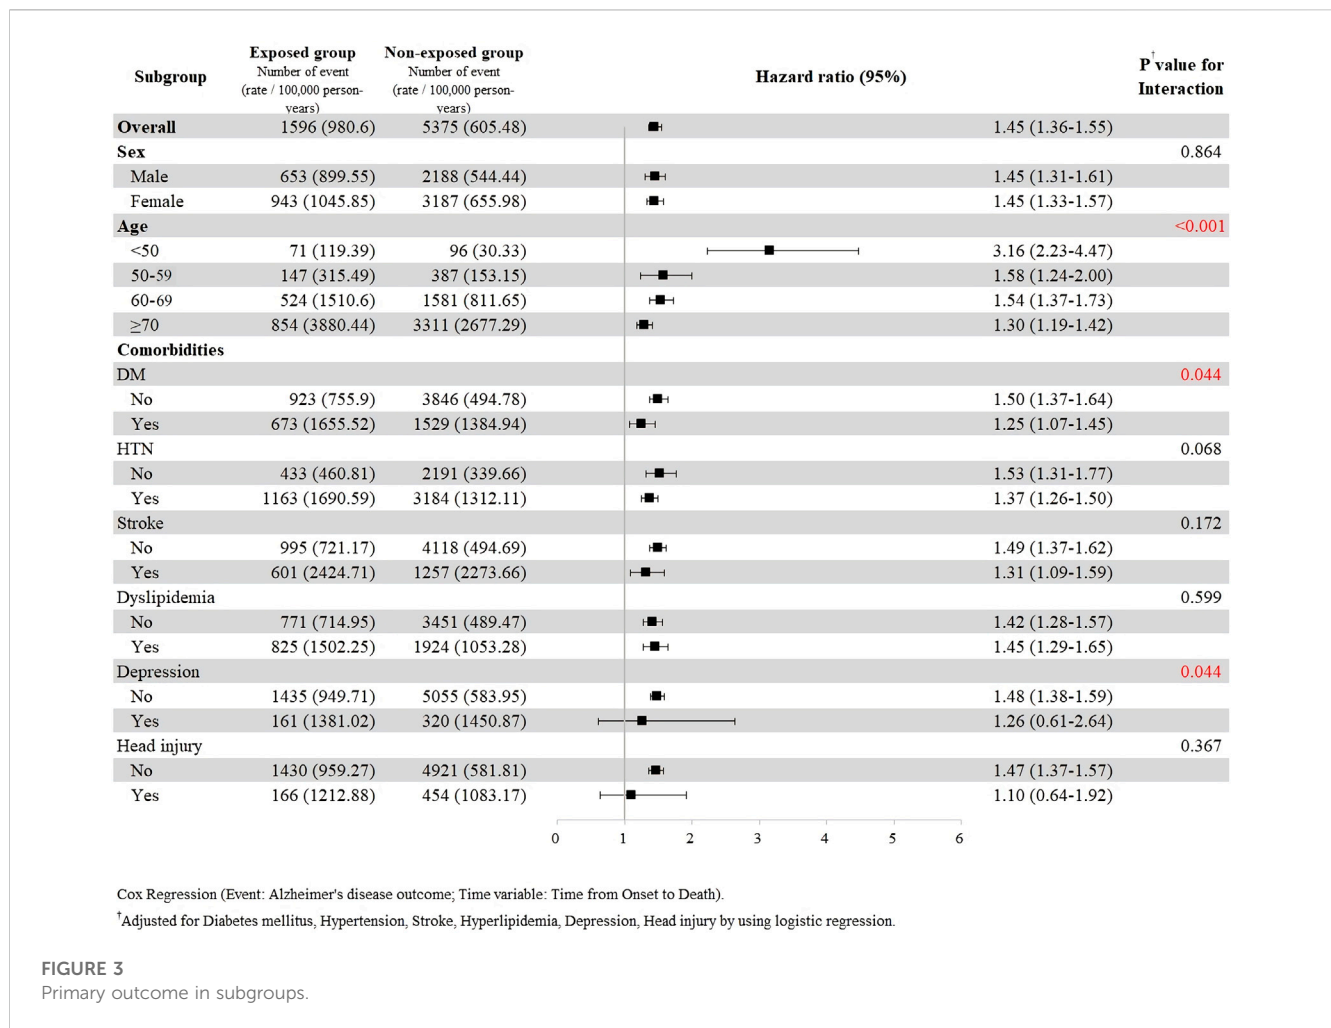 Subgroup
Exposed group
Number of event
(rate / 100,000 person-
years)
Non-exposed group
Number of event
(rate / 100,000 person-
years)
Hazard ratio (95%)
P†value for
Interaction
Overall 1596 (980.6) 5375 (605.48) 1.45 (1.36-1.55)
Sex 0.864
Male 653 (899.55) 2188 (544.44) 1.45 (1.31-1.61)
Female 943 (1045.85) 3187 (655.98) 1.45 (1.33-1.57)
Age <0.001
<50 71 (119.39) 96 (30.33) 3.16 (2.23-4.47)
50-59 147 (315.49) 387 (153.15) 1.58 (1.24-2.00)
60-69 524 (1510.6) 1581 (811.65) 1.54 (1.37-1.73)
≥70 854 (3880.44) 3311 (2677.29) 1.30 (1.19-1.42)
Comorbidities
DM 0.044
No 923 (755.9) 3846 (494.78) 1.50 (1.37-1.64)
Yes 673 (1655.52) 1529 (1384.94) 1.25 (1.07-1.45)
HTN 0.068
No 433 (460.81) 2191 (339.66) 1.53 (1.31-1.77)
Yes 1163 (1690.59) 3184 (1312.11) 1.37 (1.26-1.50)
Stroke 0.172
No 995 (721.17) 4118 (494.69) 1.49 (1.37-1.62)
Yes 601 (2424.71) 1257 (2273.66) 1.31 (1.09-1.59)
Dyslipidemia 0.599
No 771 (714.95) 3451 (489.47) 1.42 (1.28-1.57)
Yes 825 (1502.25) 1924 (1053.28) 1.45 (1.29-1.65)
Depression 0.044
No 1435 (949.71) 5055 (583.95) 1.48 (1.38-1.59)
Yes 161 (1381.02) 320 (1450.87) 1.26 (0.61-2.64)
Head injury 0.367
No 1430 (959.27) 4921 (581.81) 1.47 (1.37-1.57)
Yes 166 (1212.88) 454 (1083.17) 1.10 (0.64-1.92)
0 1 2 3 4 5 6
Cox Regression (Event: Alzheimer's disease outcome; Time variable: Time from Onset to Death).
†Adjusted for Diabetes mellitus, Hypertension, Stroke, Hyperlipidemia, Depression, Head injury by using logistic regression.
FIGURE 3
Primary outcome in subgroups.